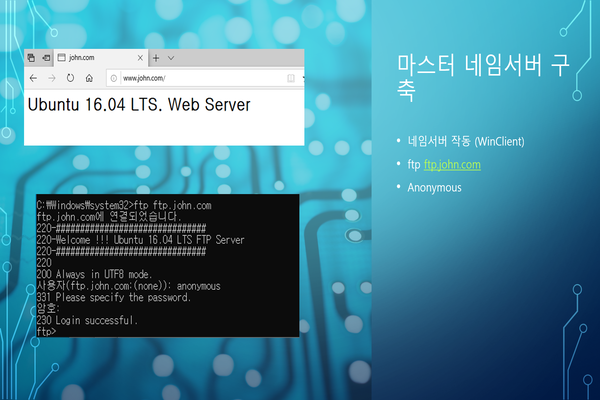 john.com
www.john.com/
Ubuntu 16.04 LTS. Web Server
C:\Windows\system32>ftp ftp.john.com
ftp.john.com에 연결되었습니다.
220-##############################
220-Welcome !!! Ubuntu 16.04 LTS FTP Server
220-##############################
220
200 Always in UTF8 mode.
사용자(ftp.john.com:(none)): anonymous
331 Please specify the password.
암호:
230 Login successful.
ftp>
마스터 네임서버 구
축
• 네임서버 작동 (WinClient)
• ftp ftp.john.com
• Anonymous